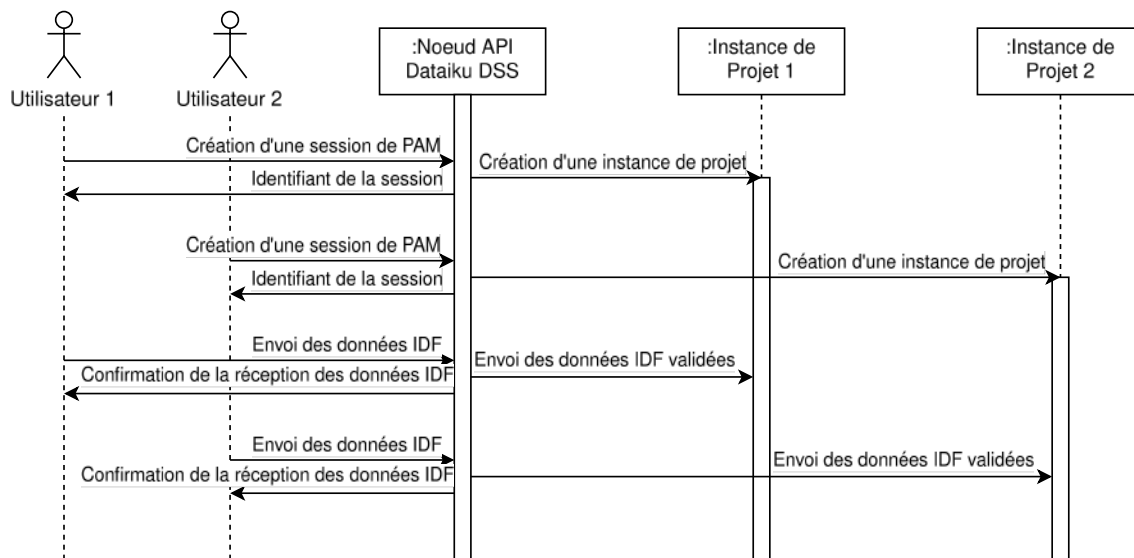 Utilisateur 1
Utilisateur 2
:Noeud API
Dataiku DSS
:Instance de
Projet 1
:Instance de
Projet 2
Création d'une session de PAM
Création d'une instance de projet
Identifiant de la session
Création d'une session de PAM
Création d'une instance de projet
Identifiant de la session
Envoi des données IDF
Envoi des données IDF validées
Confirmation de la réception des données IDF
Envoi des données IDF
Envoi des données IDF validées
Confirmation de la réception des données IDF